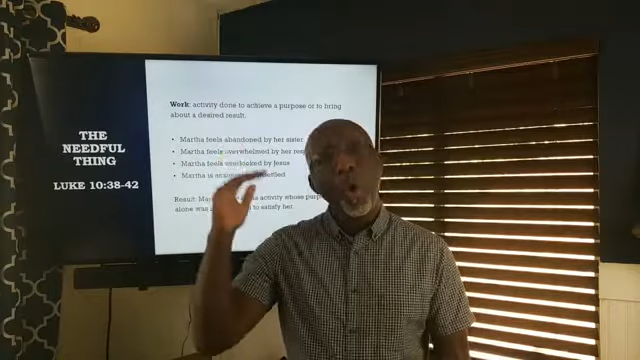 THE
NEEDFUL
THING
LUKE 10:38-42
Work: activity done to achieve a purpose or to bring
about a desired result.
• Martha feels abandoned by her sister
• Martha feels overwhelmed by her
• Martha feels overlooked by Jesus
• Martha is
Result: activity whose
alone was to satisfy her.